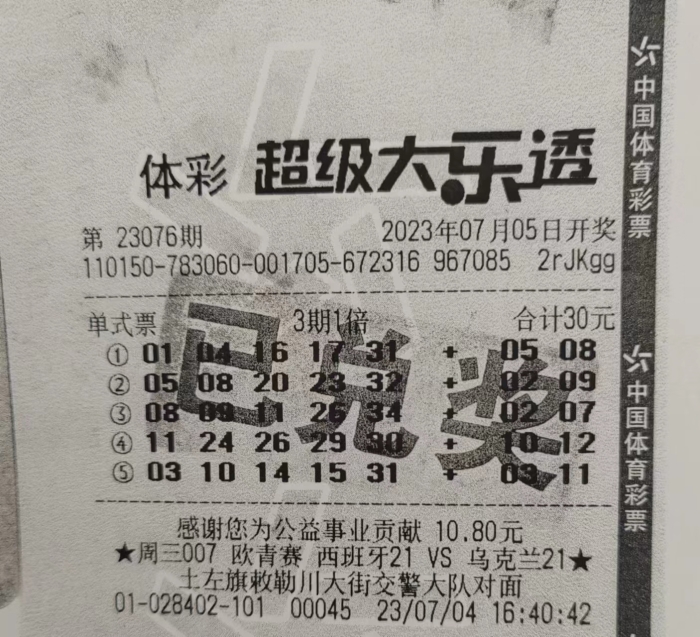 体彩 超级大乐透
第 23076期 2023年07月05日开奖
110150-783060-001705-672316 967085 2rJKgg
单式票 3期1倍 合计30元
① 01 04 16 17 31 + 05 08
② 05 08 20 23 32 + 02 09
③ 08 09 11 26 34 + 02 07
④ 11 24 26 29 30 + 10 12
⑤ 03 10 14 15 31 + 03 11
已兑奖
感谢您为公益事业贡献 10.80元
★周三007 欧青赛 西班牙21 VS 乌克兰21★
土左旗敕勒川大街交警大队对面
01-028402-101 00045 23/07/04 16:40:42
中国体育彩票
中国体育彩票